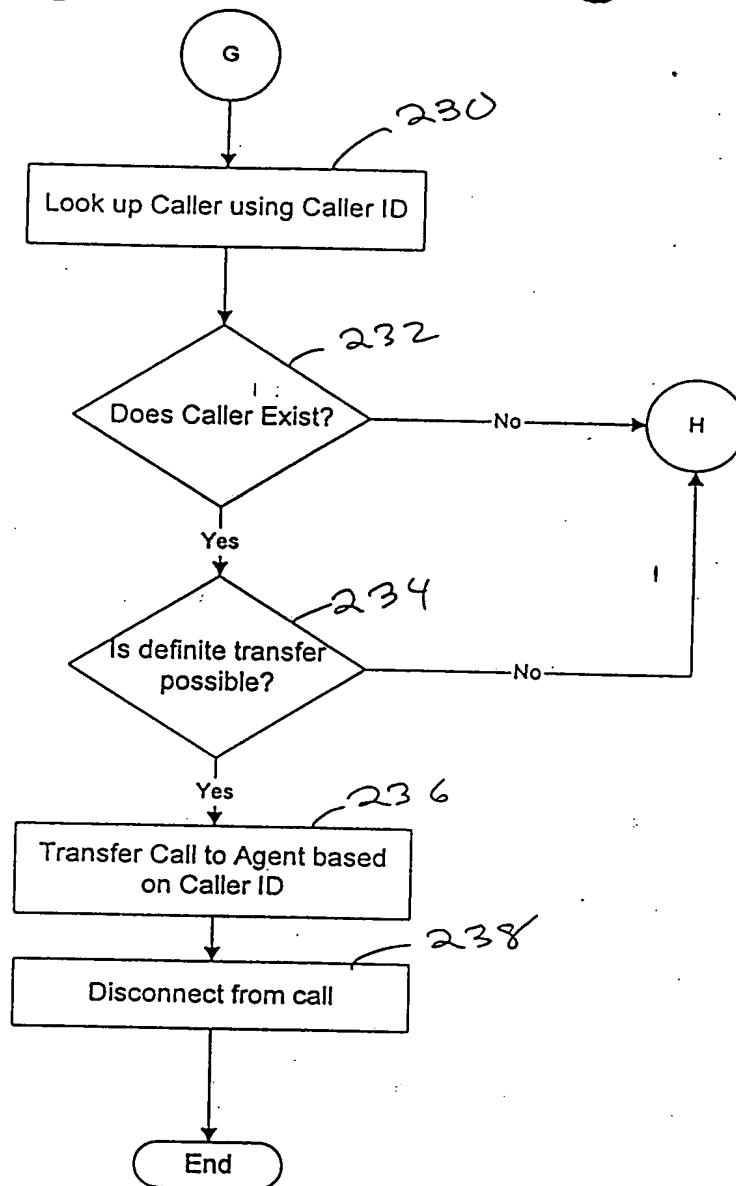 G
230
Look up Caller using Caller ID
232
Does Caller Exist?
No
H
Yes
234
Is definite transfer
possible?
No
Yes
236
Transfer Call to Agent based
on Caller ID
238
Disconnect from call
End